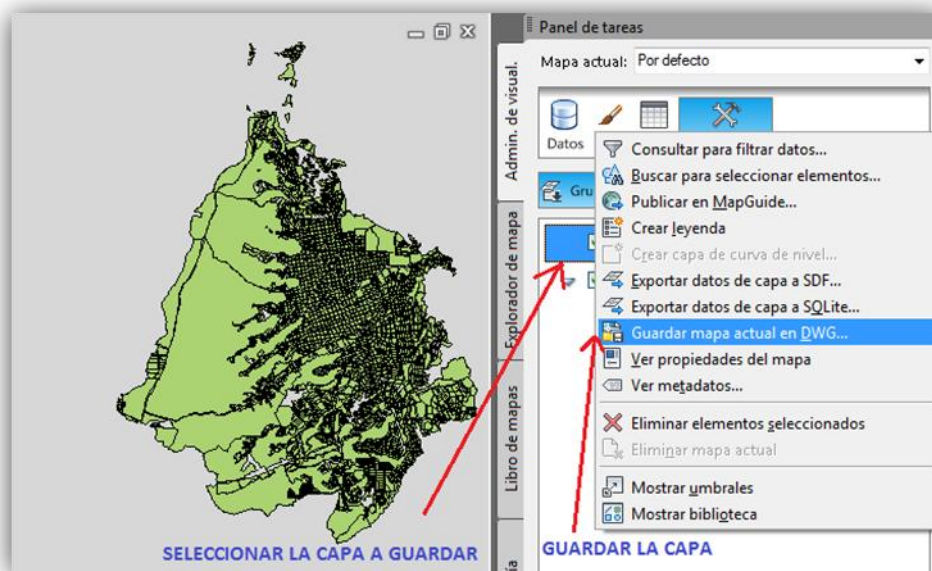 Panel de tareas
Mapa actual: Por defecto
Admin. de visual.
Explorador de mapa
Libro de mapas
Datos
Gru
Consultar para filtrar datos...
Buscar para seleccionar elementos...
Publicar en MapGuide...
Crear leyenda
Crear capa de curva de nivel...
Exportar datos de capa a SDF...
Exportar datos de capa a SQLite...
Guardar mapa actual en DWG...
Ver propiedades del mapa
Ver metadatos...
Eliminar elementos seleccionados
Eliminar mapa actual
Mostrar umbrales
Mostrar biblioteca
SELECCIONAR LA CAPA A GUARDAR
GUARDAR LA CAPA